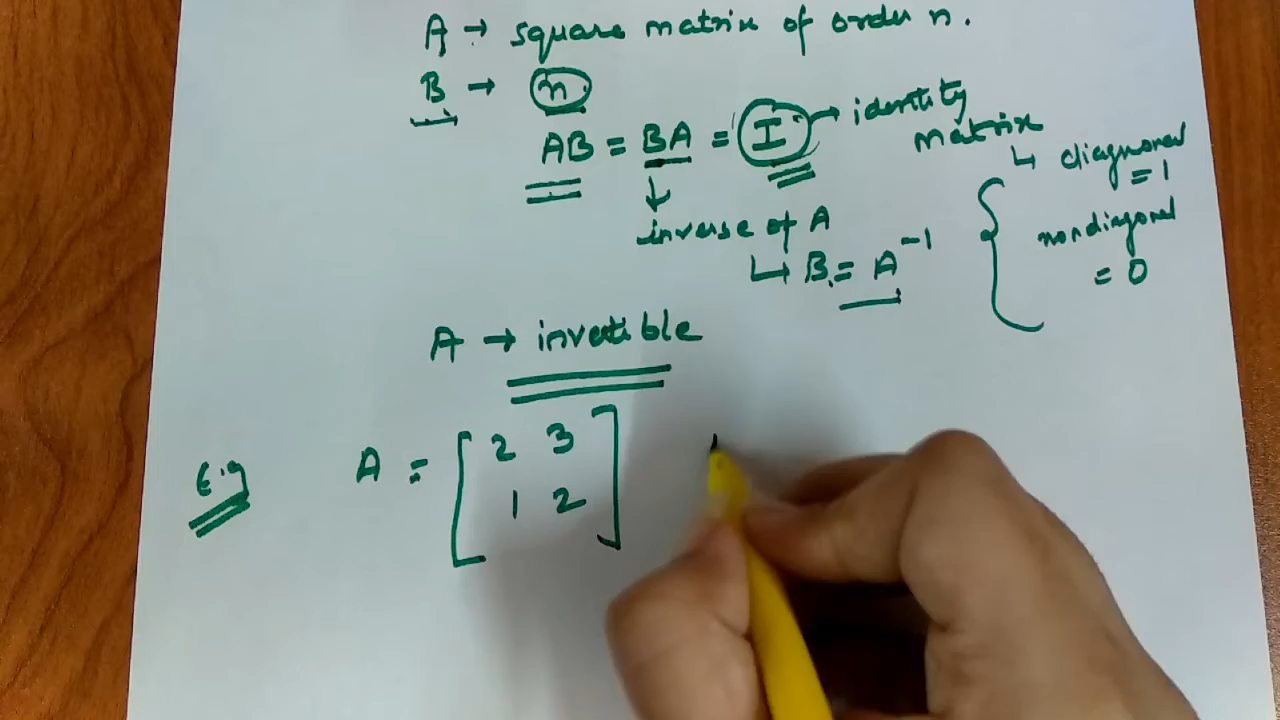 A → square matrix of order n.
B → n
AB = BA = I → identity matrix
↳ diagonal = 1
nondiagonal = 0
↓
inverse of A
↳ B = A⁻¹
A → invertible
E.g
A = [2 3
1 2]